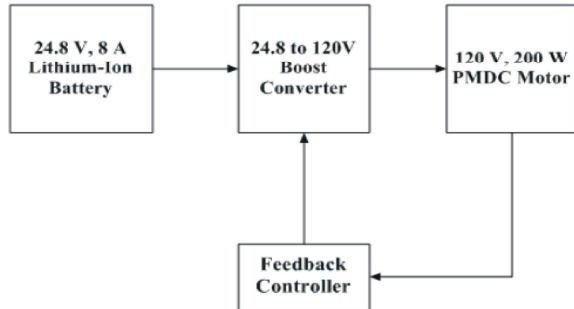 24.8 V, 8 A
Lithium-Ion
Battery
24.8 to 120V
Boost
Converter
120 V, 200 W
PMDC Motor
Feedback
Controller